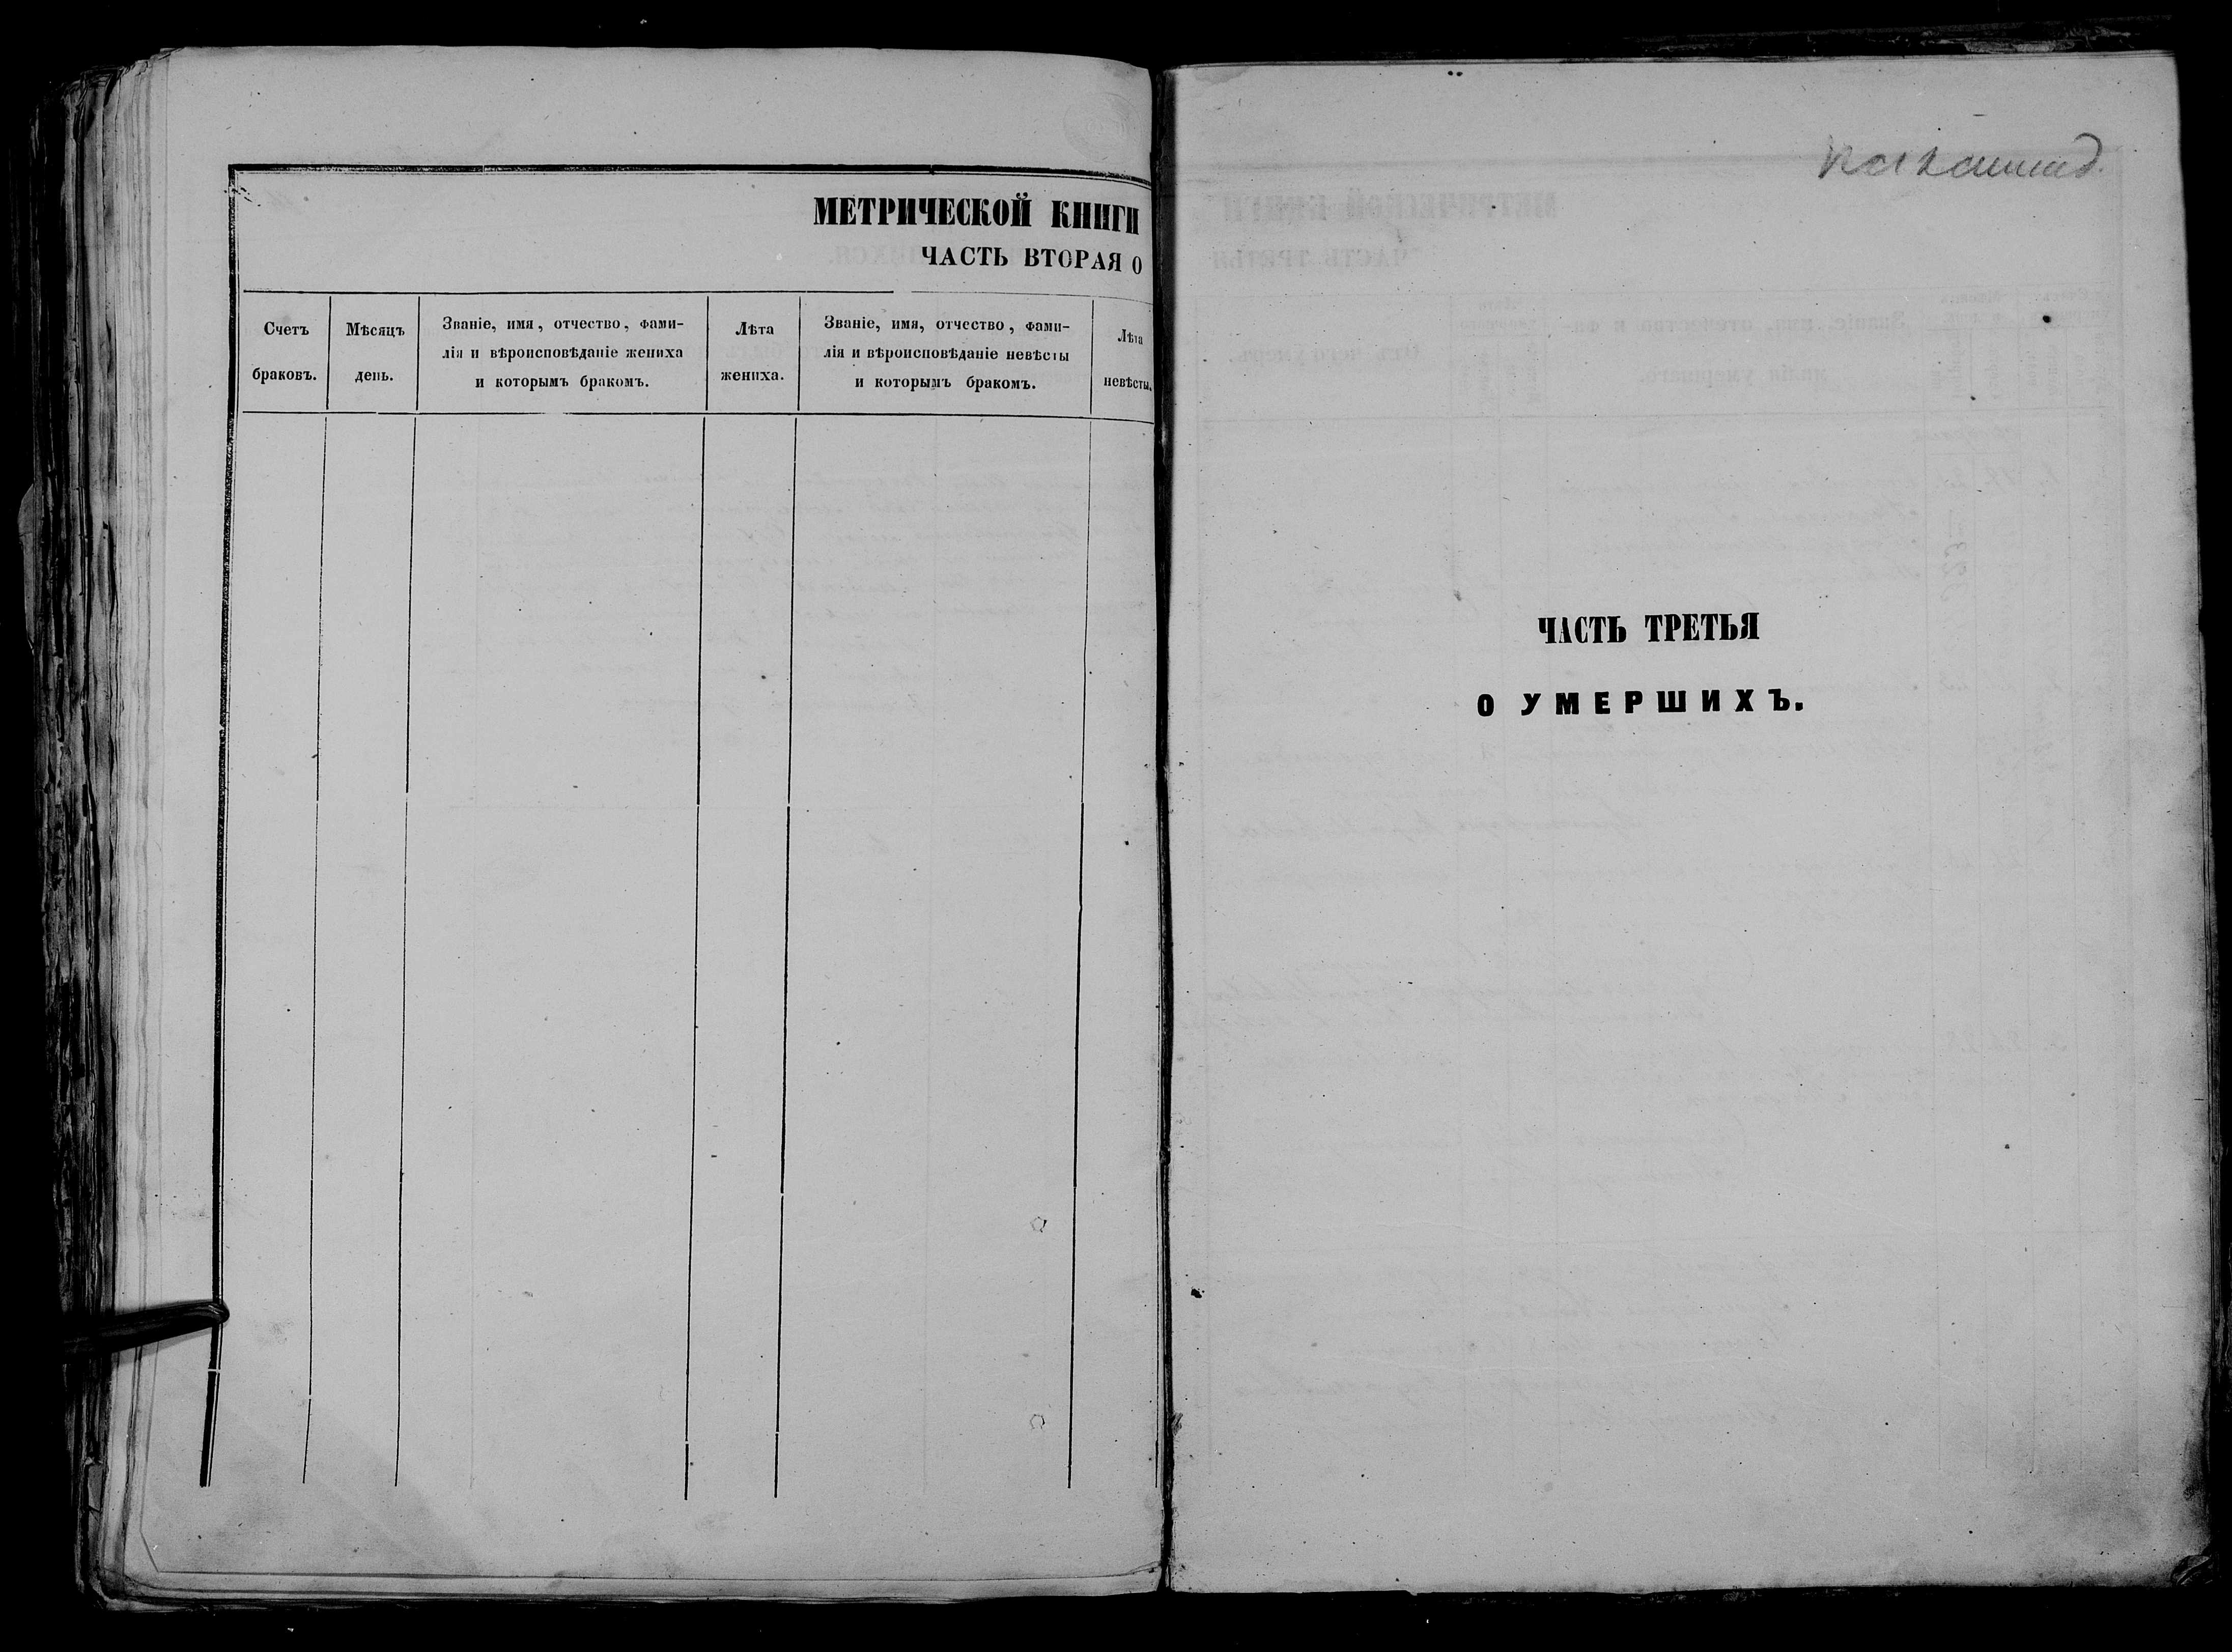 МЕТРИЧЕСКОЙ КНИГИ
ЧАСТЬ ВТОРАЯ О
Счетъ
браковъ.
Мѣсяцъ
день.
Званіе, имя, отчество, фами-
лія и вѣроисповѣданіе жениха
и которымъ бракомъ.
Лѣта
жениха.
Званіе, имя, отчество, фами-
лія и вѣроисповѣданіе невѣсты
и которымъ бракомъ.
Лѣта
невѣсты.
ЧАСТЬ ТРЕТЬЯ
О УМЕРШИХЪ.